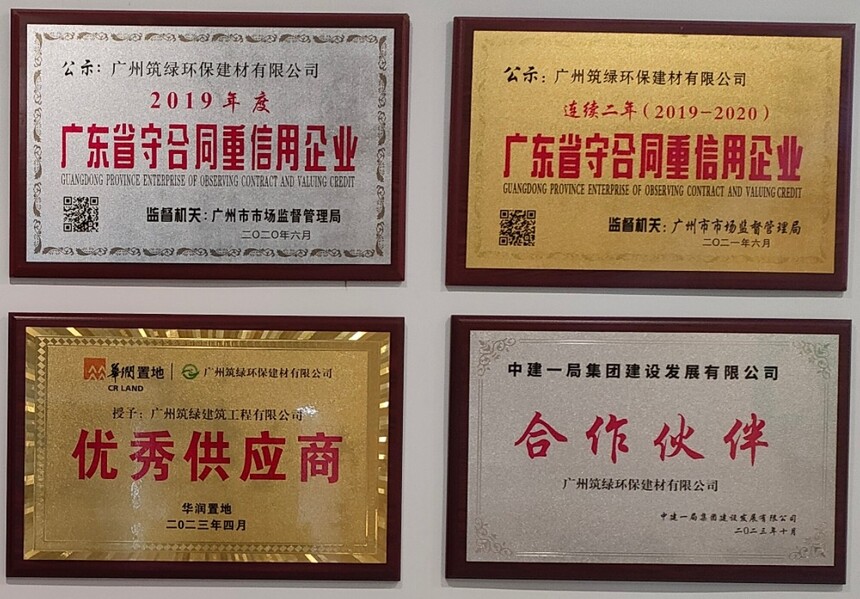 公示：广州筑绿环保建材有限公司
2019年度
广东省守合同重信用企业
GUANGDONG PROVINCE ENTERPRISE OF OBSERVING CONTRACT AND VALUING CREDIT
监督机关：广州市市场监督管理局
二〇二〇年六月
公示：广州筑绿环保建材有限公司
连续二年（2019-2020）
广东省守合同重信用企业
GUANGDONG PROVINCE ENTERPRISE OF OBSERVING CONTRACT AND VALUING CREDIT
监督机关：广州市市场监督管理局
二〇二一年六月
華润置地 广州筑绿环保建材有限公司
CR LAND
授予：广州筑绿建筑工程有限公司
优秀供应商
华润置地
二〇二三年四月
中建一局集团建设发展有限公司
合作伙伴
广州筑绿环保建材有限公司
中建一局集团建设发展有限公司
二〇二三年十月